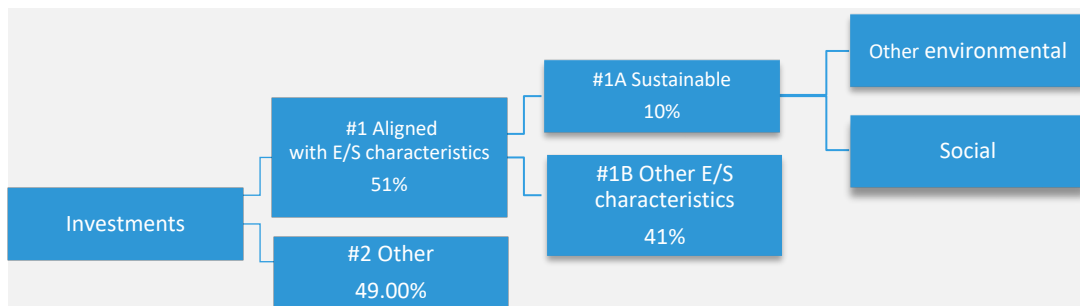 Investments
#1 Aligned
with E/S characteristics
51%
#2 Other
49.00%
#1A Sustainable
10%
#1B Other E/S
characteristics
41%
Other environmental
Social